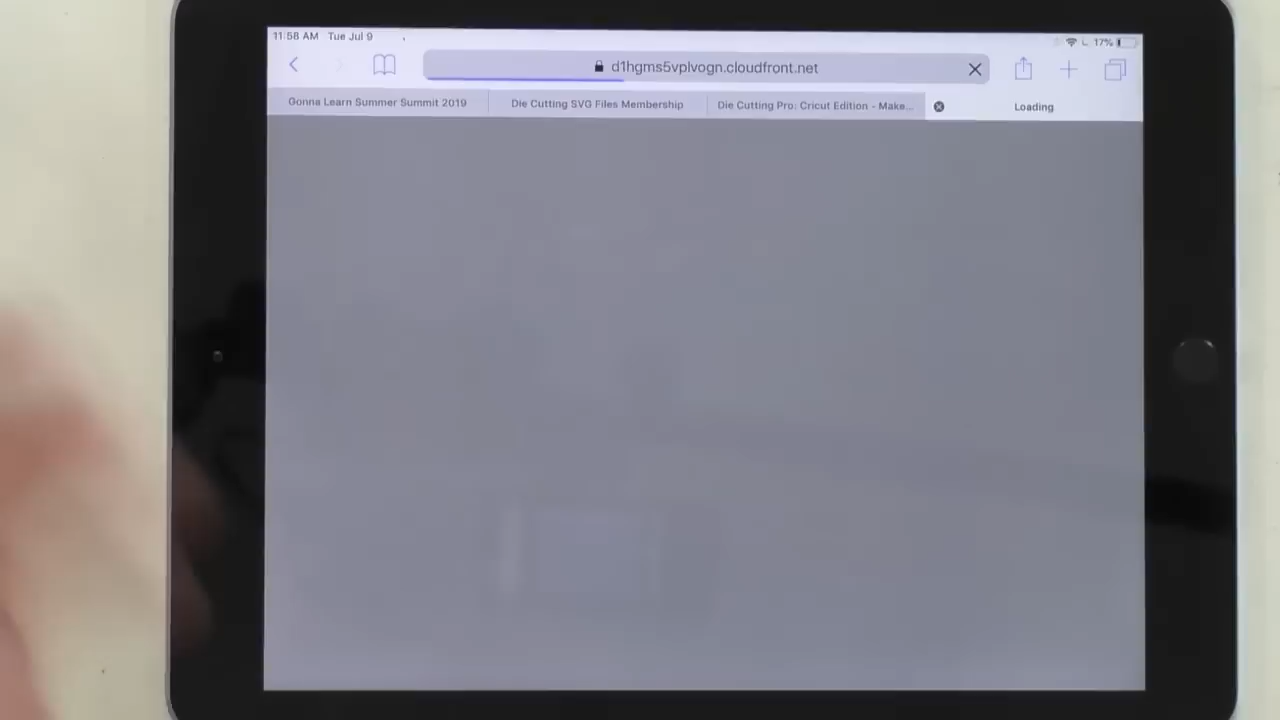 11:58 AM Tue Jul 9
17%
d1hgms5vplvogn.cloudfront.net
Gonna Learn Summer Summit 2019
Die Cutting SVG Files Membership
Die Cutting Pro: Cricut Edition - Make...
Loading